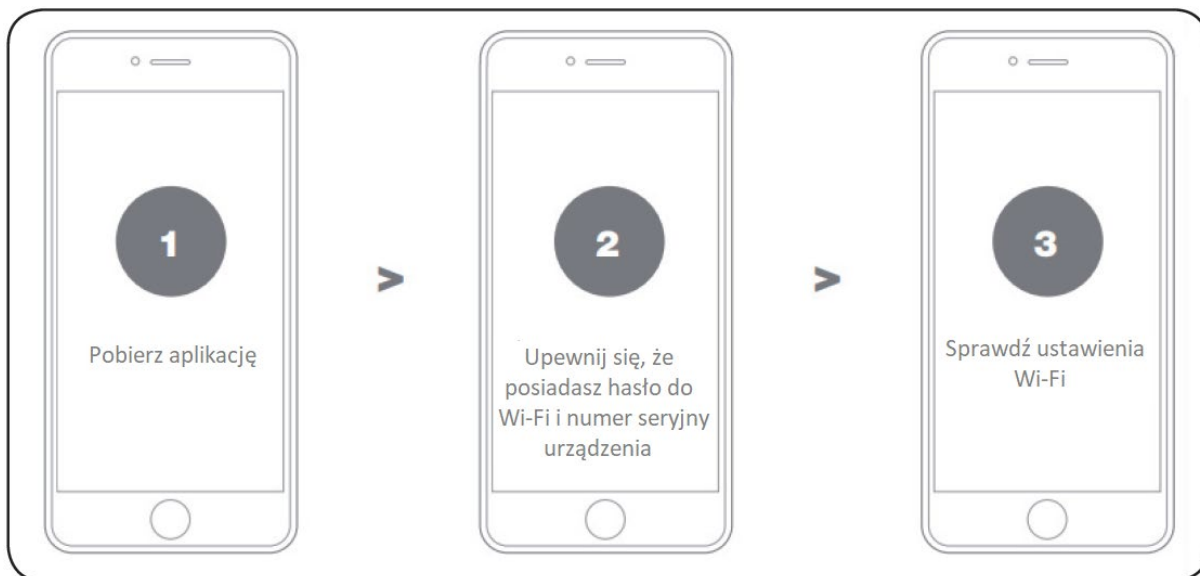 1
Pobierz aplikację
>
2
Upewnij się, że
posiadasz hasło do
Wi-Fi i numer seryjny
urządzenia
>
3
Sprawdź ustawienia
Wi-Fi